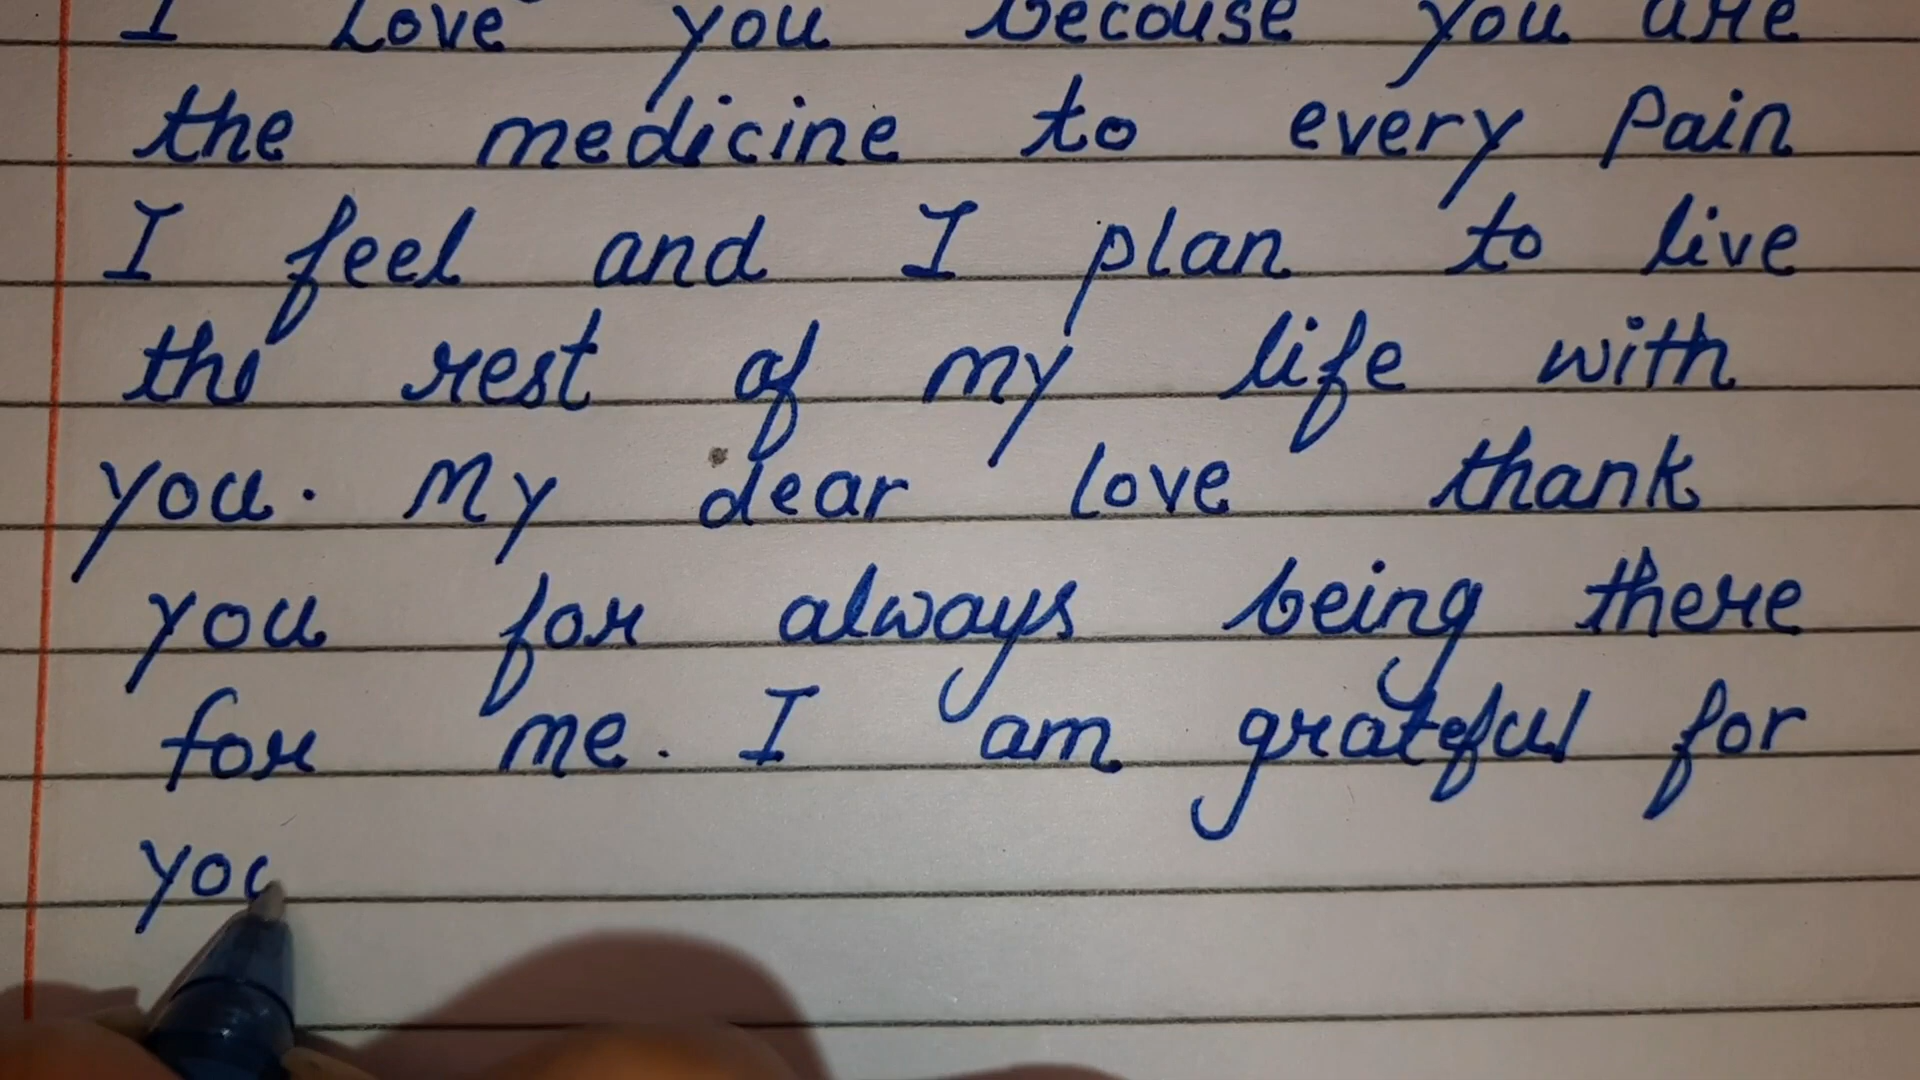 I Love you becouse you are
the medicine to every Pain
I feel and I plan to live
the rest of my life with
you. My dear love thank
you for always being there
for me. I am grateful for
you